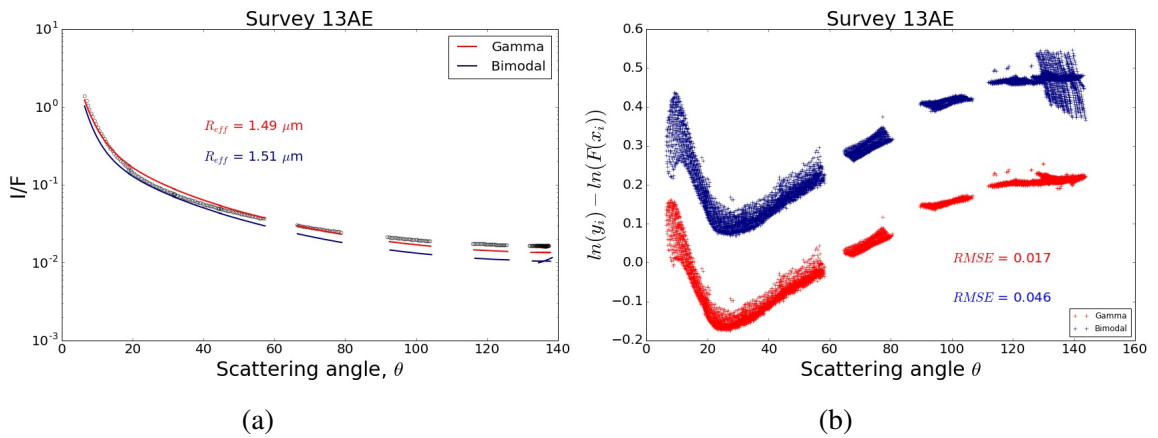 Survey 13AE
10^1
10^0
10^-1
10^-2
10^-3
I/F
Gamma
Bimodal
R_eff = 1.49 μm
R_eff = 1.51 μm
0 20 40 60 80 100 120 140
Scattering angle, θ
(a)
Survey 13AE
0.6
0.5
0.4
0.3
0.2
0.1
0.0
−0.1
−0.2
ln(y_i) − ln(F(x_i))
RMSE = 0.017
RMSE = 0.046
Gamma
Bimodal
0 20 40 60 80 100 120 140 160
Scattering angle θ
(b)